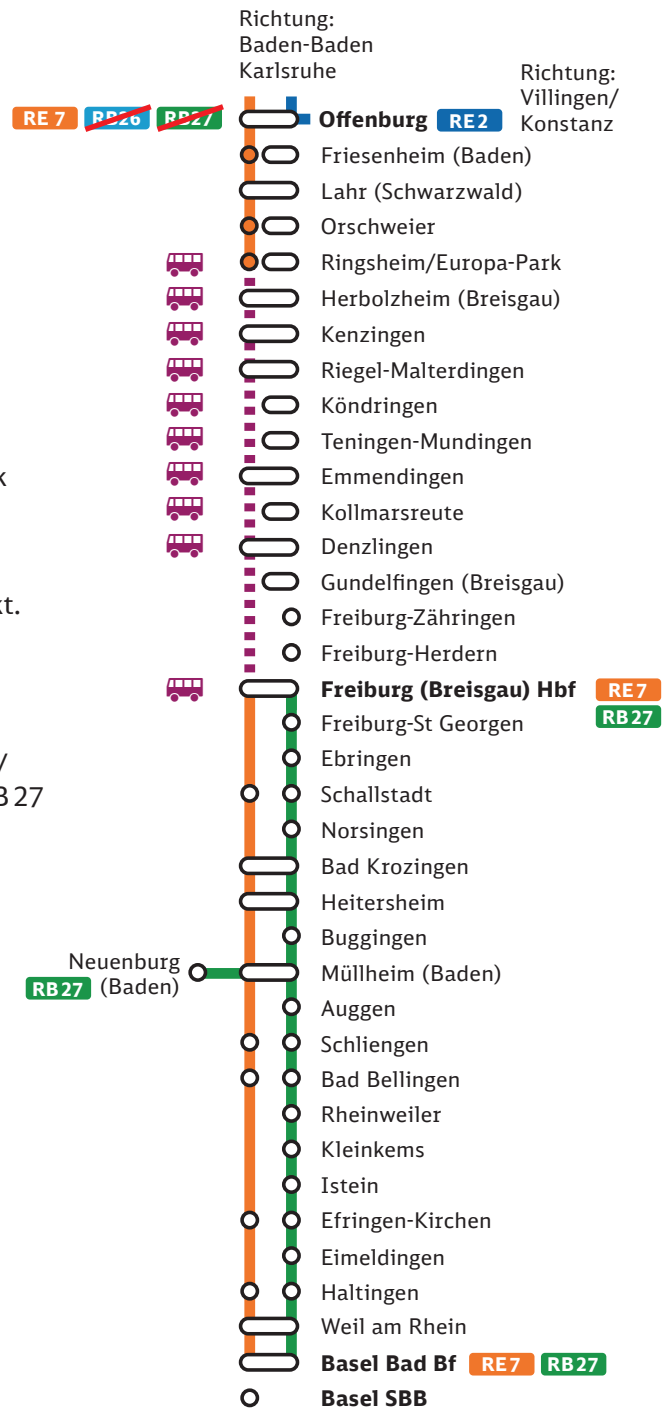 Richtung:
Baden-Baden
Karlsruhe
Richtung:
Villingen/
Konstanz
RE 7 RB26 RB27 Offenburg RE 2
Friesenheim (Baden)
Lahr (Schwarzwald)
Orschweier
Ringsheim/Europa-Park
Herbolzheim (Breisgau)
Kenzingen
Riegel-Malterdingen
Köndringen
Teningen-Mundingen
k
Emmendingen
Kollmarsreute
Denzlingen
Gundelfingen (Breisgau)
kt.
Freiburg-Zähringen
Freiburg-Herdern
Freiburg (Breisgau) Hbf RE 7
RB 27
Freiburg-St Georgen
Ebringen
/
Schallstadt
B 27
Norsingen
Bad Krozingen
Heitersheim
Buggingen
Neuenburg
RB 27 (Baden)
Müllheim (Baden)
Auggen
Schliengen
Bad Bellingen
Rheinweiler
Kleinkems
Istein
Efringen-Kirchen
Eimeldingen
Haltingen
Weil am Rhein
Basel Bad Bf RE 7 RB 27
Basel SBB